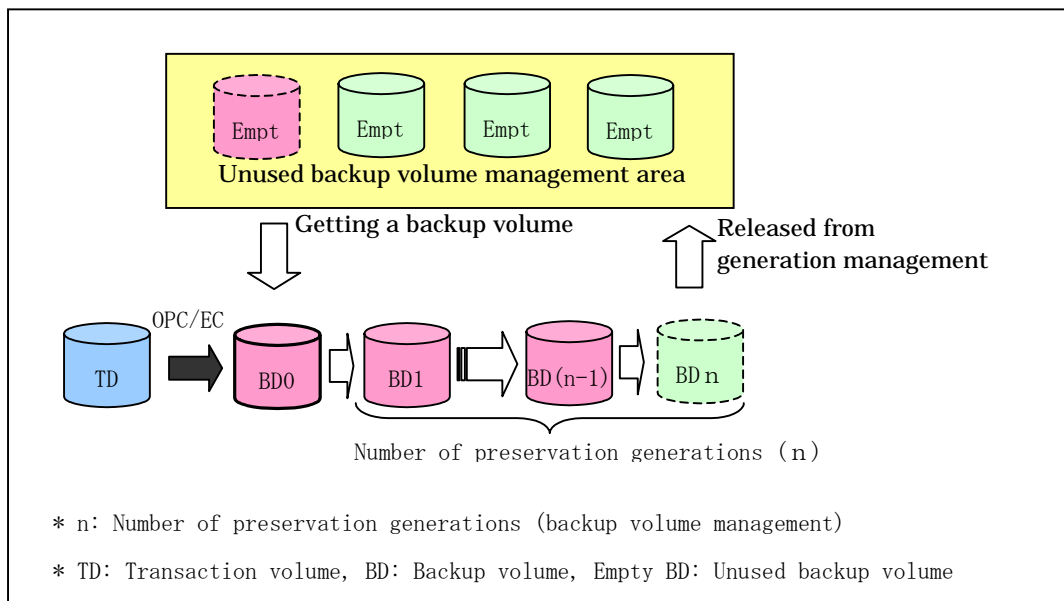 Empt Empt Empt Empt
Unused backup volume management area
Getting a backup volume
Released from
generation management
OPC/EC
TD BD0 BD1 BD(n-1) BDn
Number of preservation generations (n)
* n: Number of preservation generations (backup volume management)
* TD: Transaction volume, BD: Backup volume, Empty BD: Unused backup volume